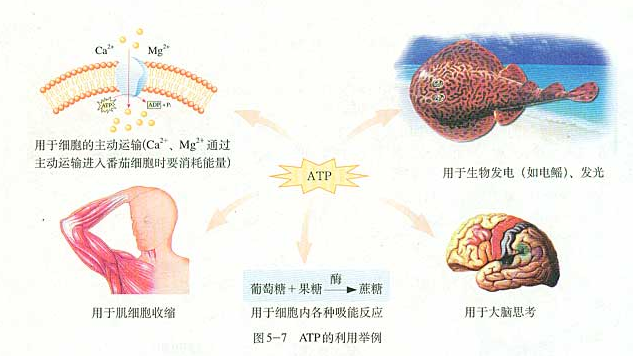 Ca²⁺ Mg²⁺
ATP
ADP + Pᵢ
用于细胞的主动运输(Ca²⁺、Mg²⁺通过
主动运输进入番茄细胞时要消耗能量)
用于生物发电（如电鳐）、发光
ATP
用于肌细胞收缩
葡萄糖＋果糖 酶 蔗糖
用于细胞内各种吸能反应
用于大脑思考
图5-7 ATP的利用举例